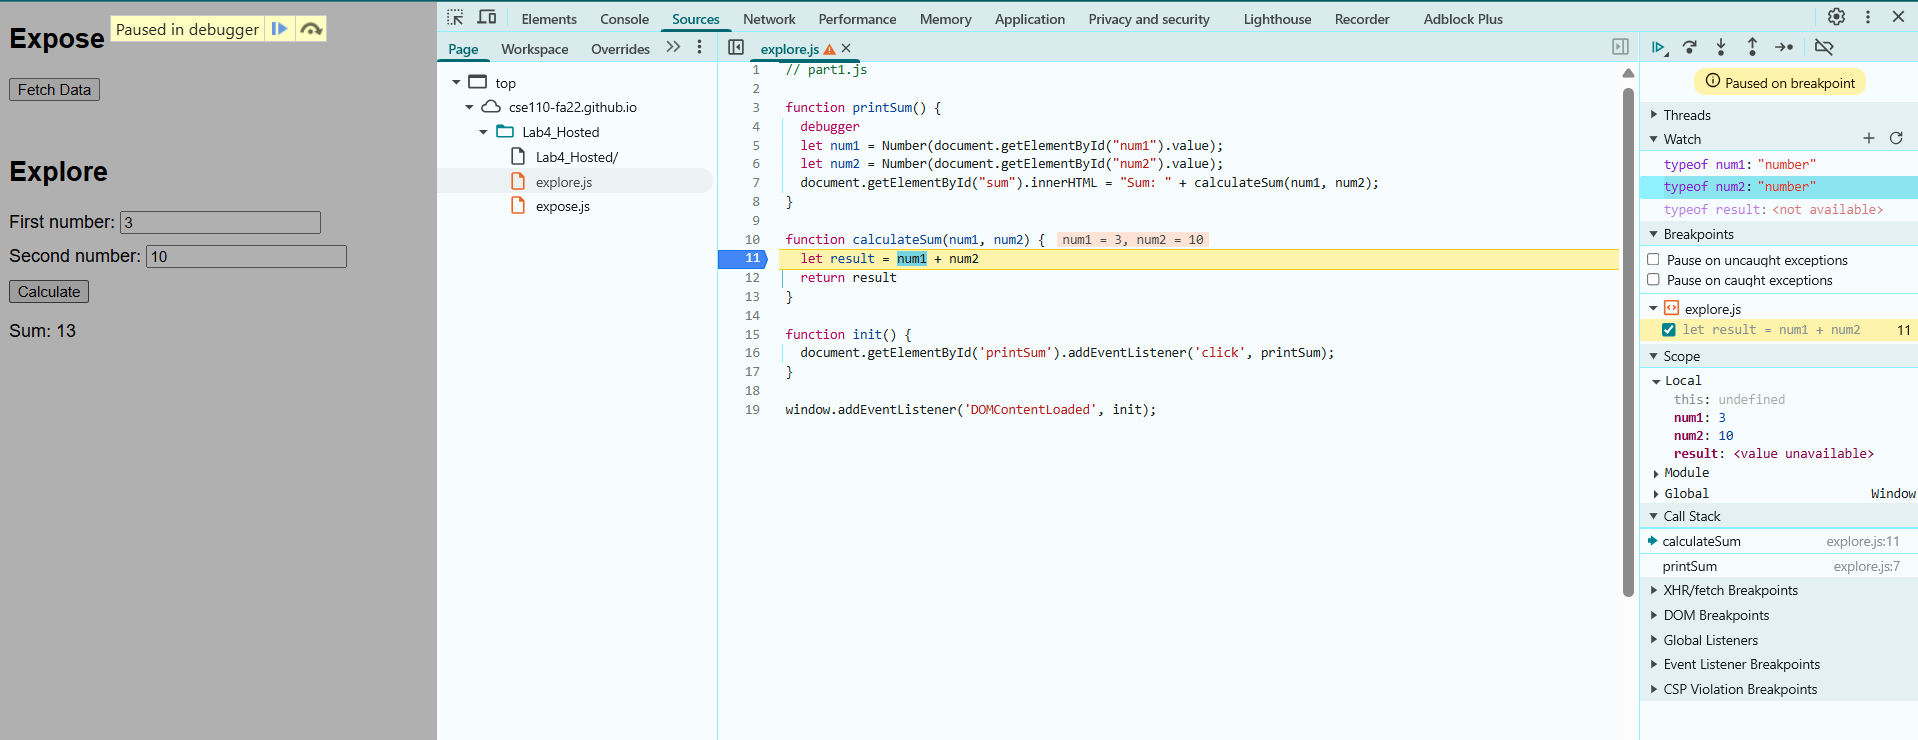 Expose
Paused in debugger
Fetch Data
Explore
First number: 3
Second number: 10
Calculate
Sum: 13
Elements Console Sources Network Performance Memory Application Privacy and security Lighthouse Recorder Adblock Plus
Page Workspace Overrides
top
cse110-fa22.github.io
Lab4_Hosted
Lab4_Hosted/
explore.js
expose.js
explore.js
1 // part1.js
2
3 function printSum() {
4 debugger
5 let num1 = Number(document.getElementById("num1").value);
6 let num2 = Number(document.getElementById("num2").value);
7 document.getElementById("sum").innerHTML = "Sum: " + calculateSum(num1, num2);
8 }
9
10 function calculateSum(num1, num2) { num1 = 3, num2 = 10
11 let result = num1 + num2
12 return result
13 }
14
15 function init() {
16 document.getElementById('printSum').addEventListener('click', printSum);
17 }
18
19 window.addEventListener('DOMContentLoaded', init);
Paused on breakpoint
Threads
Watch
typeof num1: "number"
typeof num2: "number"
typeof result: <not available>
Breakpoints
Pause on uncaught exceptions
Pause on caught exceptions
explore.js
let result = num1 + num2 11
Scope
Local
this: undefined
num1: 3
num2: 10
result: <value unavailable>
Module
Global Window
Call Stack
calculateSum explore.js:11
printSum explore.js:7
XHR/fetch Breakpoints
DOM Breakpoints
Global Listeners
Event Listener Breakpoints
CSP Violation Breakpoints